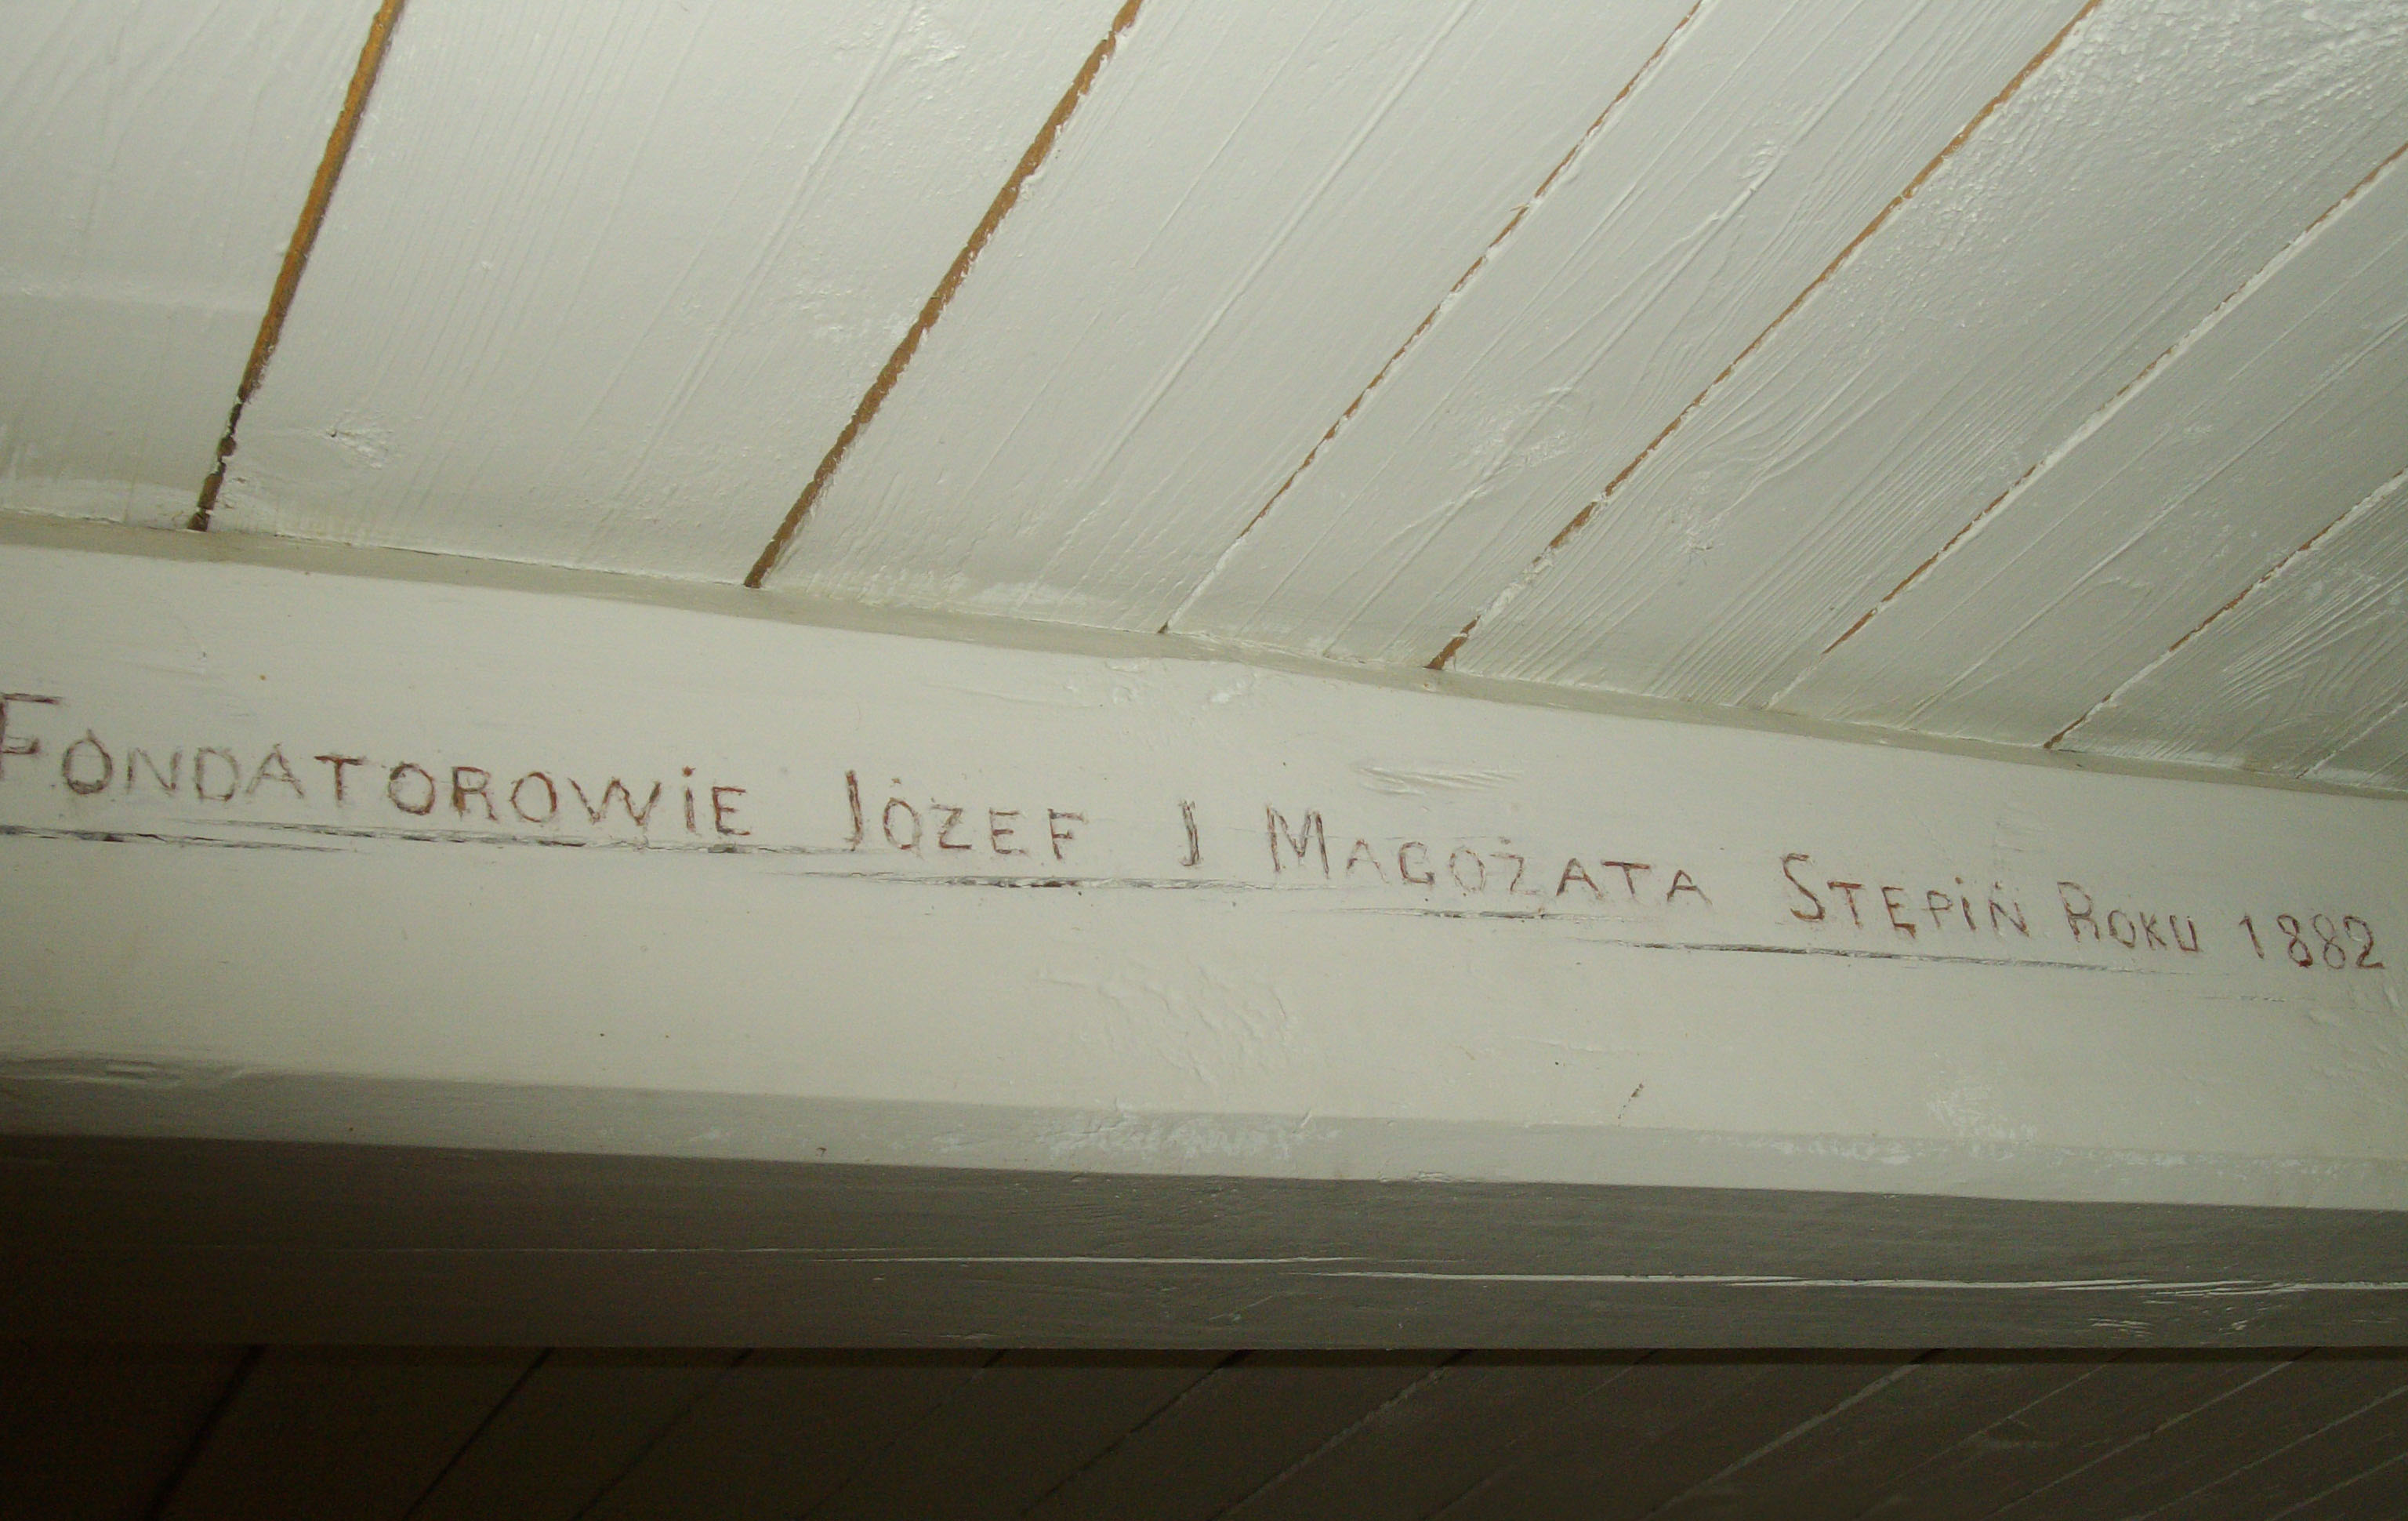 FONDATOROWIE JÓZEF J MAGOŻATA STĘPIŃ ROKU 1882